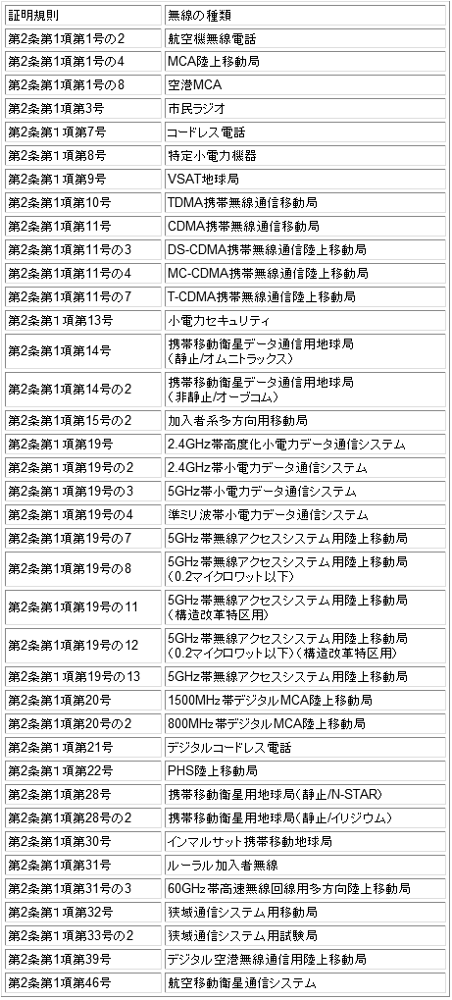 証明規則 無線の種類
第2条第1項第1号の2 航空機無線電話
第2条第1項第1号の4 MCA陸上移動局
第2条第1項第1号の8 空港MCA
第2条第1項第3号 市民ラジオ
第2条第1項第7号 コードレス電話
第2条第1項第8号 特定小電力機器
第2条第1項第9号 VSAT地球局
第2条第1項第10号 TDMA携帯無線通信移動局
第2条第1項第11号 CDMA携帯無線通信移動局
第2条第1項第11号の3 DS-CDMA携帯無線通信陸上移動局
第2条第1項第11号の4 MC-CDMA携帯無線通信陸上移動局
第2条第1項第11号の7 T-CDMA携帯無線通信陸上移動局
第2条第1項第13号 小電力セキュリティ
第2条第1項第14号 携帯移動衛星データ通信用地球局
（静止/オムニトラックス）
第2条第1項第14号の2 携帯移動衛星データ通信用地球局
（非静止/オーブコム）
第2条第1項第15号の2 加入者系多方向用移動局
第2条第1項第19号 2.4GHz帯高度化小電力データ通信システム
第2条第1項第19号の2 2.4GHz帯小電力データ通信システム
第2条第1項第19号の3 5GHz帯小電力データ通信システム
第2条第1項第19号の4 準ミリ波帯小電力データ通信システム
第2条第1項第19号の7 5GHz帯無線アクセスシステム用陸上移動局
第2条第1項第19号の8 5GHz帯無線アクセスシステム用陸上移動局
（0.2マイクロワット以下）
第2条第1項第19号の11 5GHz帯無線アクセスシステム用陸上移動局
（構造改革特区用）
第2条第1項第19号の12 5GHz帯無線アクセスシステム用陸上移動局
（0.2マイクロワット以下）（構造改革特区用）
第2条第1項第19号の13 5GHz帯無線アクセスシステム用陸上移動局
第2条第1項第20号 1500MHz帯デジタルMCA陸上移動局
第2条第1項第20号の2 800MHz帯デジタルMCA陸上移動局
第2条第1項第21号 デジタルコードレス電話
第2条第1項第22号 PHS陸上移動局
第2条第1項第28号 携帯移動衛星用地球局（静止/N-STAR）
第2条第1項第28号の2 携帯移動衛星用地球局（静止/イリジウム）
第2条第1項第30号 インマルサット携帯移動地球局
第2条第1項第31号 ルーラル加入者無線
第2条第1項第31号の3 60GHz帯高速無線回線用多方向陸上移動局
第2条第1項第32号 狭域通信システム用移動局
第2条第1項第33号の2 狭域通信システム用試験局
第2条第1項第39号 デジタル空港無線通信用陸上移動局
第2条第1項第46号 航空移動衛星通信システム